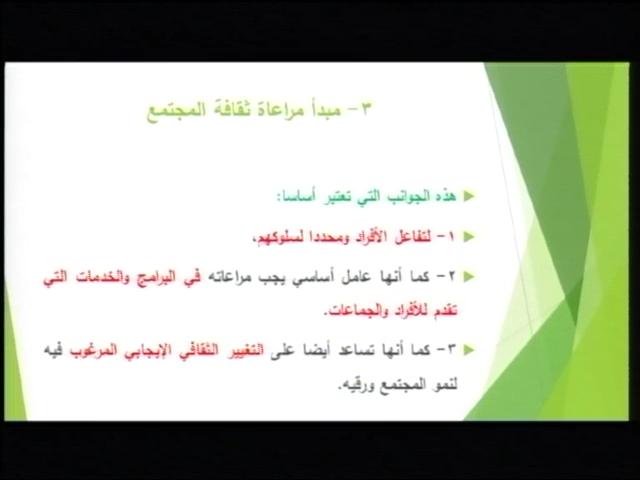 ٣- مبدأ مراعاة ثقافة المجتمع
هذه الجوانب التي تعتبر أساسا:
١- لتفاعل الأفراد ومحددا لسلوكهم،
٢- كما أنها عامل أساسي يجب مراعاته في البرامج والخدمات التي
تقدم للأفراد والجماعات.
٣- كما أنها تساعد أيضا على التغيير الثقافي الإيجابي المرغوب فيه
لنمو المجتمع ورقيه.